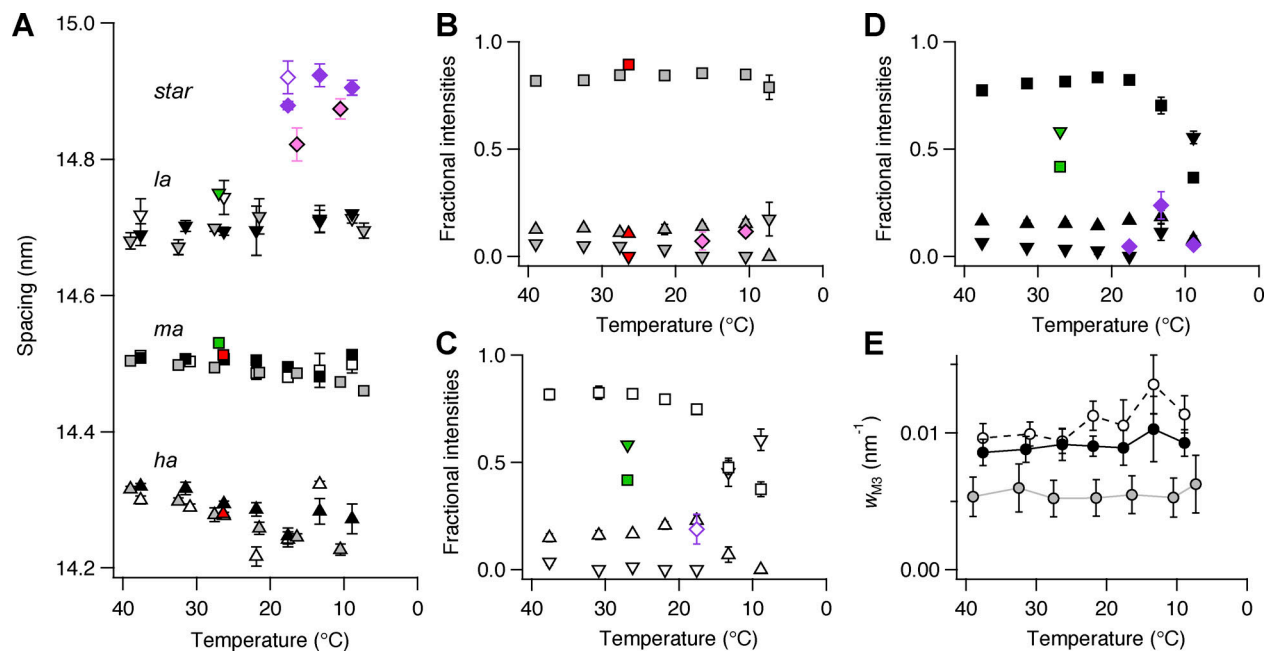 A
15.0
14.8
14.6
14.4
14.2
Spacing (nm)
star
la
ma
ha
40
30
20
10
0
Temperature (°C)
B
1.0
0.5
0.0
Fractional intensities
40
30
20
10
0
Temperature (°C)
C
1.0
0.5
0.0
Fractional intensities
40
30
20
10
0
Temperature (°C)
D
1.0
0.5
0.0
Fractional intensities
40
30
20
10
0
Temperature (°C)
E
0.01
0.00
wM3 (nm⁻¹)
40
30
20
10
0
Temperature (°C)